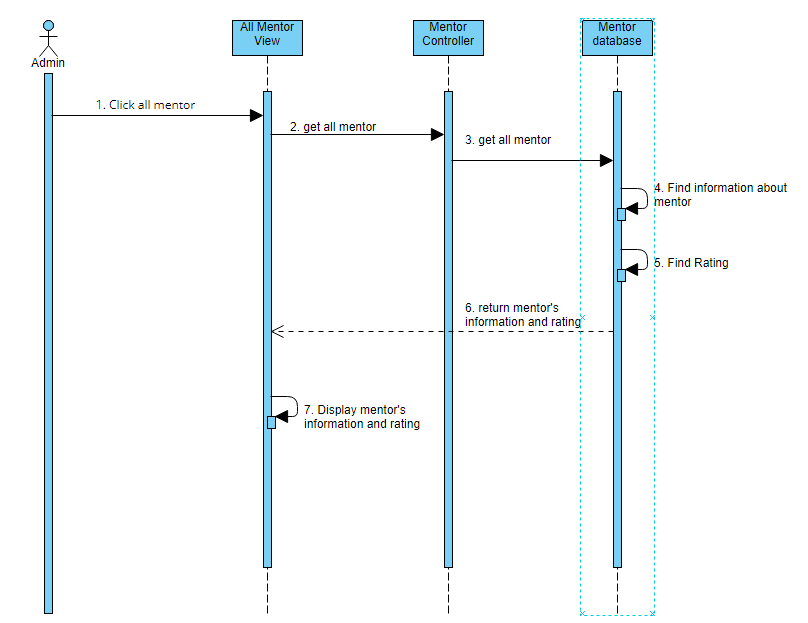 All Mentor
View
Mentor
Controller
Mentor
database
Admin
1. Click all mentor
2. get all mentor
3. get all mentor
4. Find information about
mentor
5. Find Rating
6. return mentor's
information and rating
7. Display mentor's
information and rating